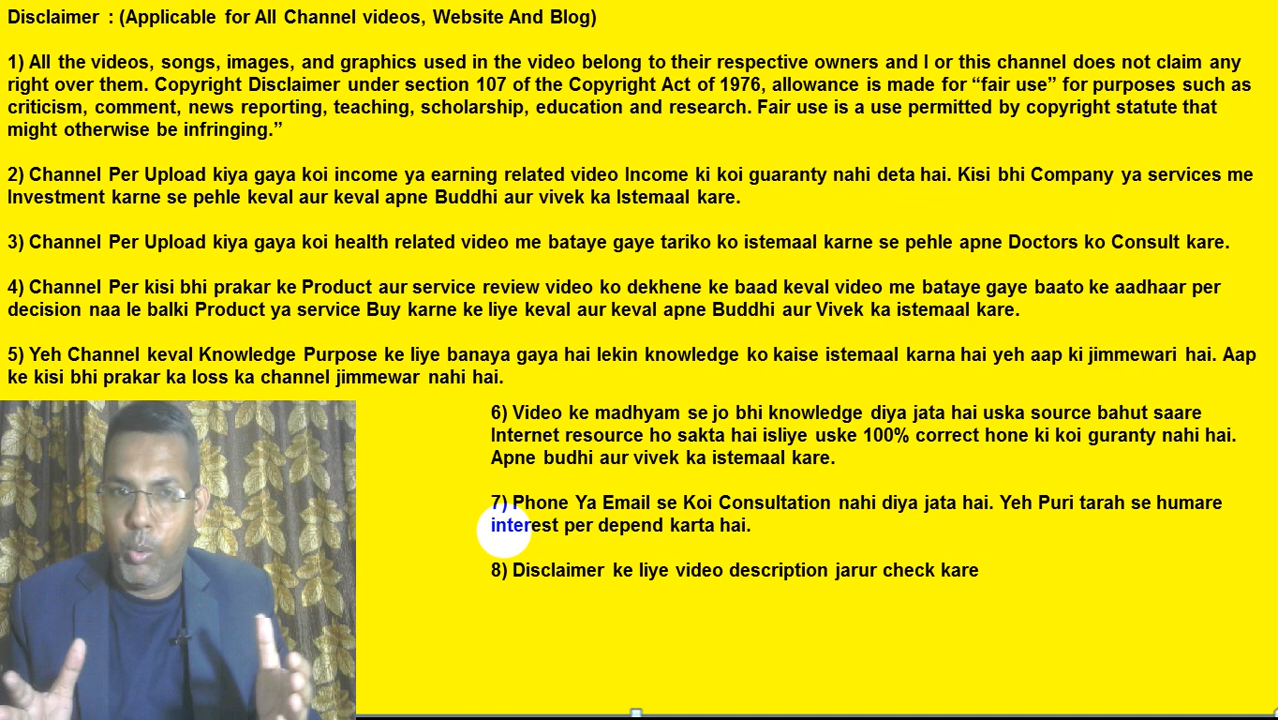 Disclaimer : (Applicable for All Channel videos, Website And Blog)
1) All the videos, songs, images, and graphics used in the video belong to their respective owners and I or this channel does not claim any
right over them. Copyright Disclaimer under section 107 of the Copyright Act of 1976, allowance is made for “fair use” for purposes such as
criticism, comment, news reporting, teaching, scholarship, education and research. Fair use is a use permitted by copyright statute that
might otherwise be infringing.”
2) Channel Per Upload kiya gaya koi income ya earning related video Income ki koi guaranty nahi deta hai. Kisi bhi Company ya services me
Investment karne se pehle keval aur keval apne Buddhi aur vivek ka Istemaal kare.
3) Channel Per Upload kiya gaya koi health related video me bataye gaye tariko ko istemaal karne se pehle apne Doctors ko Consult kare.
4) Channel Per kisi bhi prakar ke Product aur service review video ko dekhene ke baad keval video me bataye gaye baato ke aadhaar per
decision naa le balki Product ya service Buy karne ke liye keval aur keval apne Buddhi aur Vivek ka istemaal kare.
5) Yeh Channel keval Knowledge Purpose ke liye banaya gaya hai lekin knowledge ko kaise istemaal karna hai yeh aap ki jimmewari hai. Aap
ke kisi bhi prakar ka loss ka channel jimmewar nahi hai.
6) Video ke madhyam se jo bhi knowledge diya jata hai uska source bahut saare
Internet resource ho sakta hai isliye uske 100% correct hone ki koi guranty nahi hai.
Apne budhi aur vivek ka istemaal kare.
7) Phone Ya Email se Koi Consultation nahi diya jata hai. Yeh Puri tarah se humare
interest per depend karta hai.
8) Disclaimer ke liye video description jarur check kare